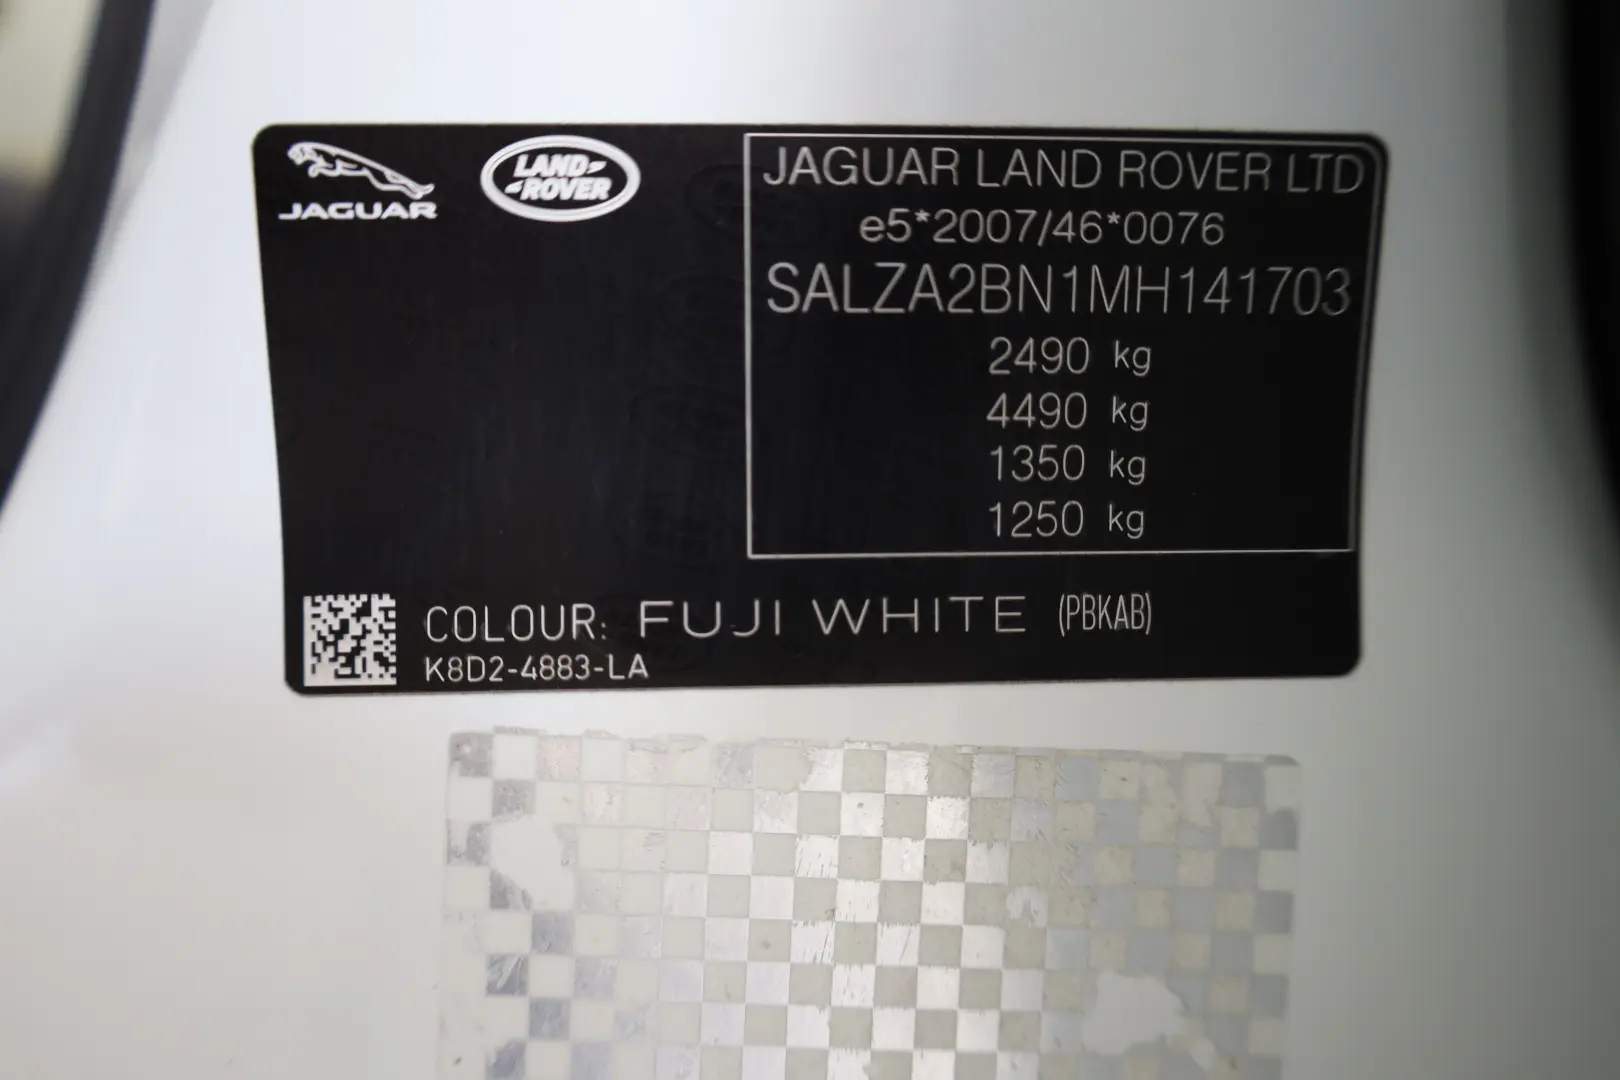 JAGUAR
LAND ROVER
JAGUAR LAND ROVER LTD
e5*2007/46*0076
SALZA2BN1MH141703
2490 kg
4490 kg
1350 kg
1250 kg
COLOUR: FUJI WHITE (PBKAB)
K8D2-4883-LA